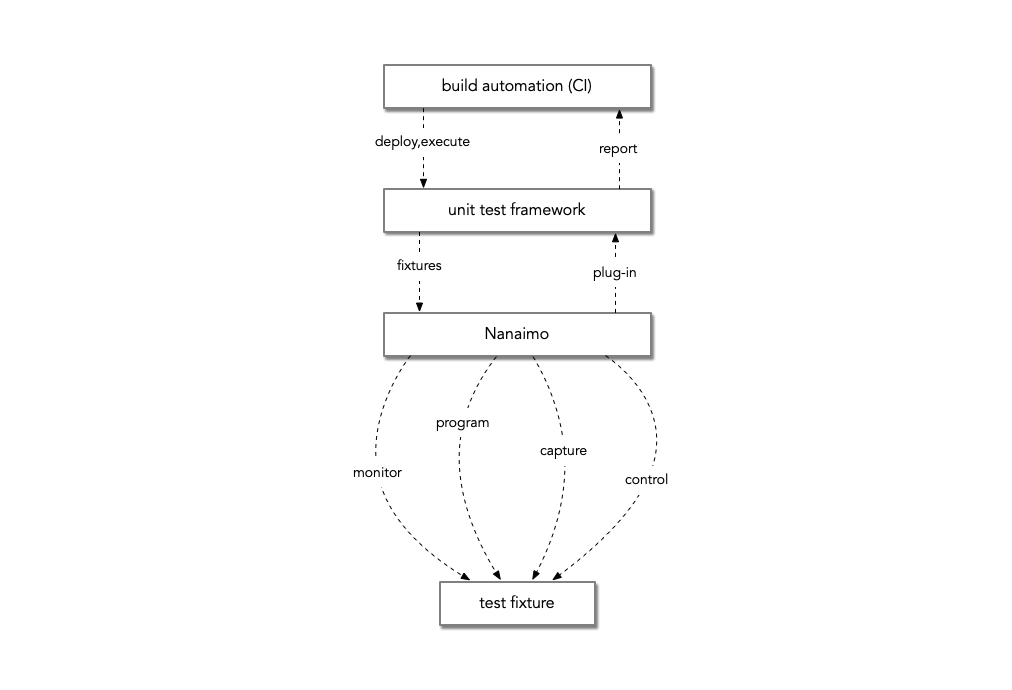 build automation (CI)
deploy,execute
report
unit test framework
fixtures
plug-in
Nanaimo
program
capture
monitor
control
test fixture